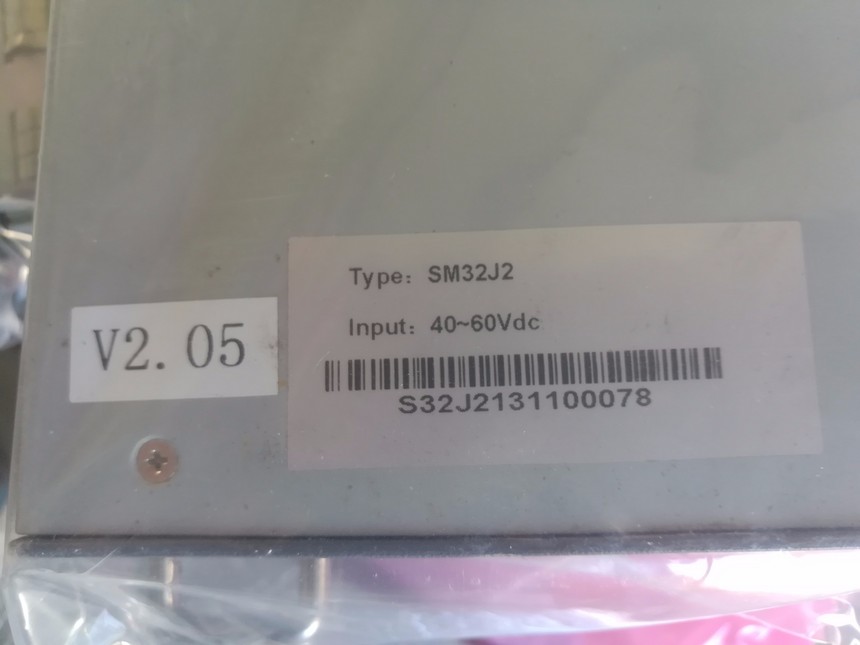 Type: SM32J2
Input: 40~60Vdc
V2.05
S32J2131100078